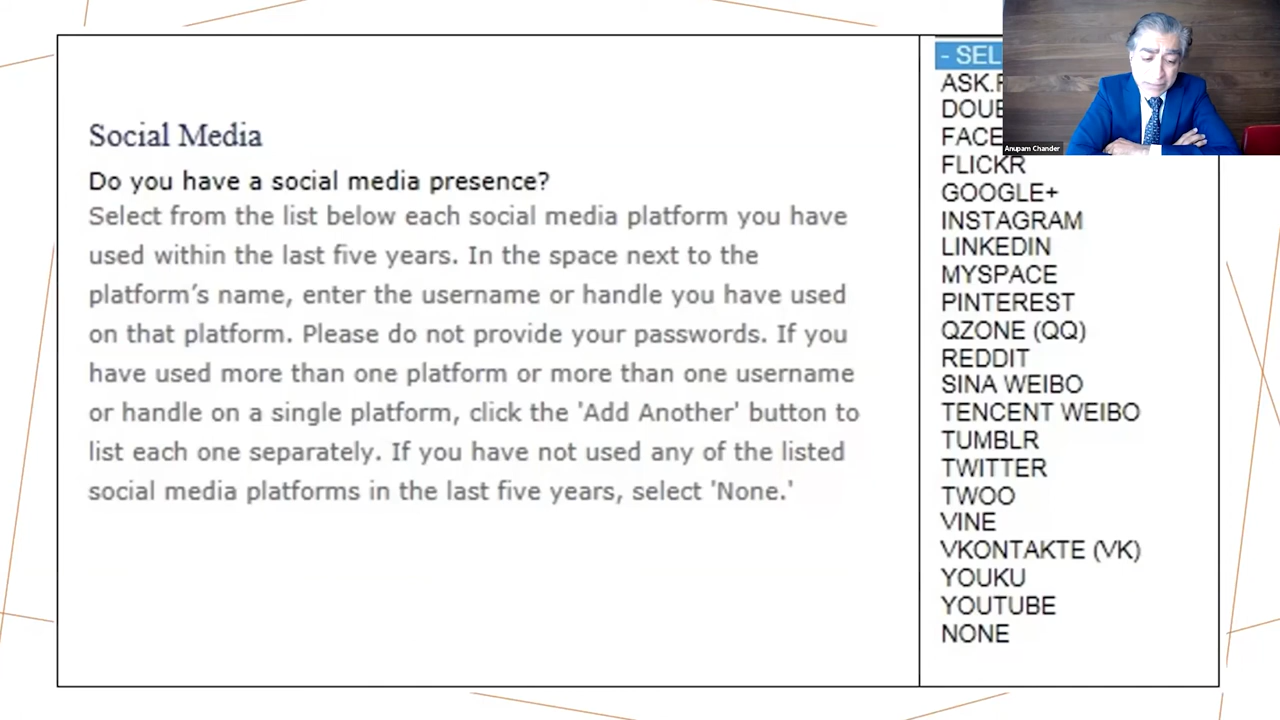 Social Media
Do you have a social media presence?
Select from the list below each social media platform you have
used within the last five years. In the space next to the
platform's name, enter the username or handle you have used
on that platform. Please do not provide your passwords. If you
have used more than one platform or more than one username
or handle on a single platform, click the 'Add Another' button to
list each one separately. If you have not used any of the listed
social media platforms in the last five years, select 'None.'
- SEL
ASK.F
DOUB
FACE
FLICKR
GOOGLE+
INSTAGRAM
LINKEDIN
MYSPACE
PINTEREST
QZONE (QQ)
REDDIT
SINA WEIBO
TENCENT WEIBO
TUMBLR
TWITTER
TWOO
VINE
VKONTAKTE (VK)
YOUKU
YOUTUBE
NONE
Anupam Chander